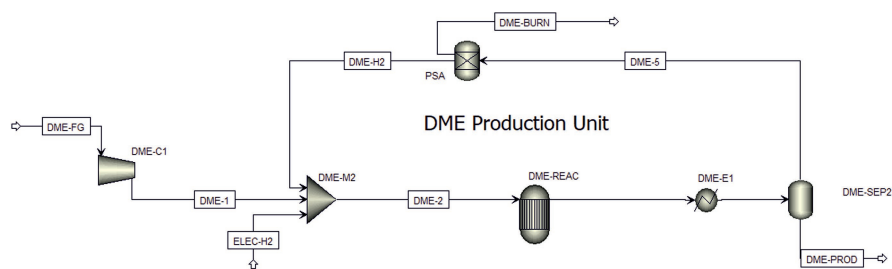 DME-BURN
DME-H2
PSA
DME-5
DME Production Unit
DME-FG
DME-C1
DME-1
DME-M2
DME-2
DME-REAC
DME-E1
DME-SEP2
ELEC-H2
DME-PROD